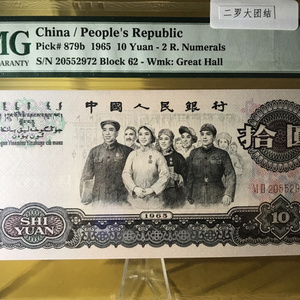 MG
ARANTY
China / People's Republic
Pick# 879b 1965 10 Yuan - 2 R. Numerals
S/N 20552972 Block 62 - Wmk: Great Hall
二罗大团结
中國人民銀行
拾
SHI
YUAN
1965
10